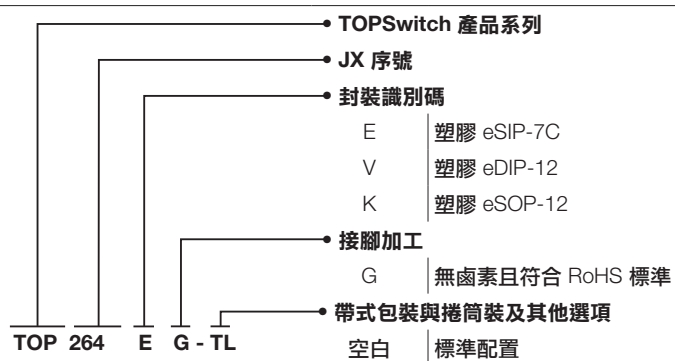 TOPSwitch 產品系列
JX 序號
封裝識別碼
E 塑膠 eSIP-7C
V 塑膠 eDIP-12
K 塑膠 eSOP-12
接腳加工
G 無鹵素且符合 RoHS 標準
帶式包裝與捲筒裝及其他選項
TOP 264 E G - TL
空白 標準配置